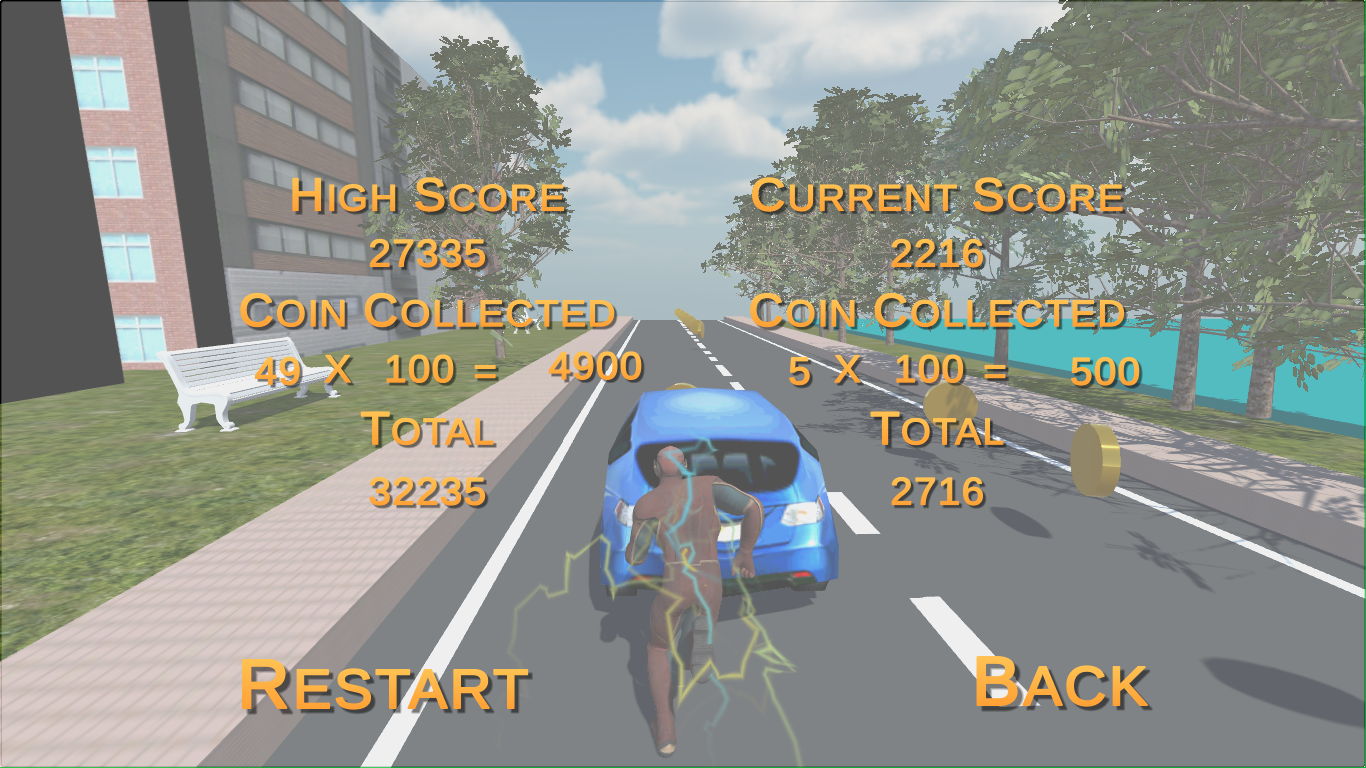 High Score
27335
Coin Collected
49 X 100 = 4900
Total
32235
Current Score
2216
Coin Collected
5 X 100 = 500
Total
2716
Restart
Back